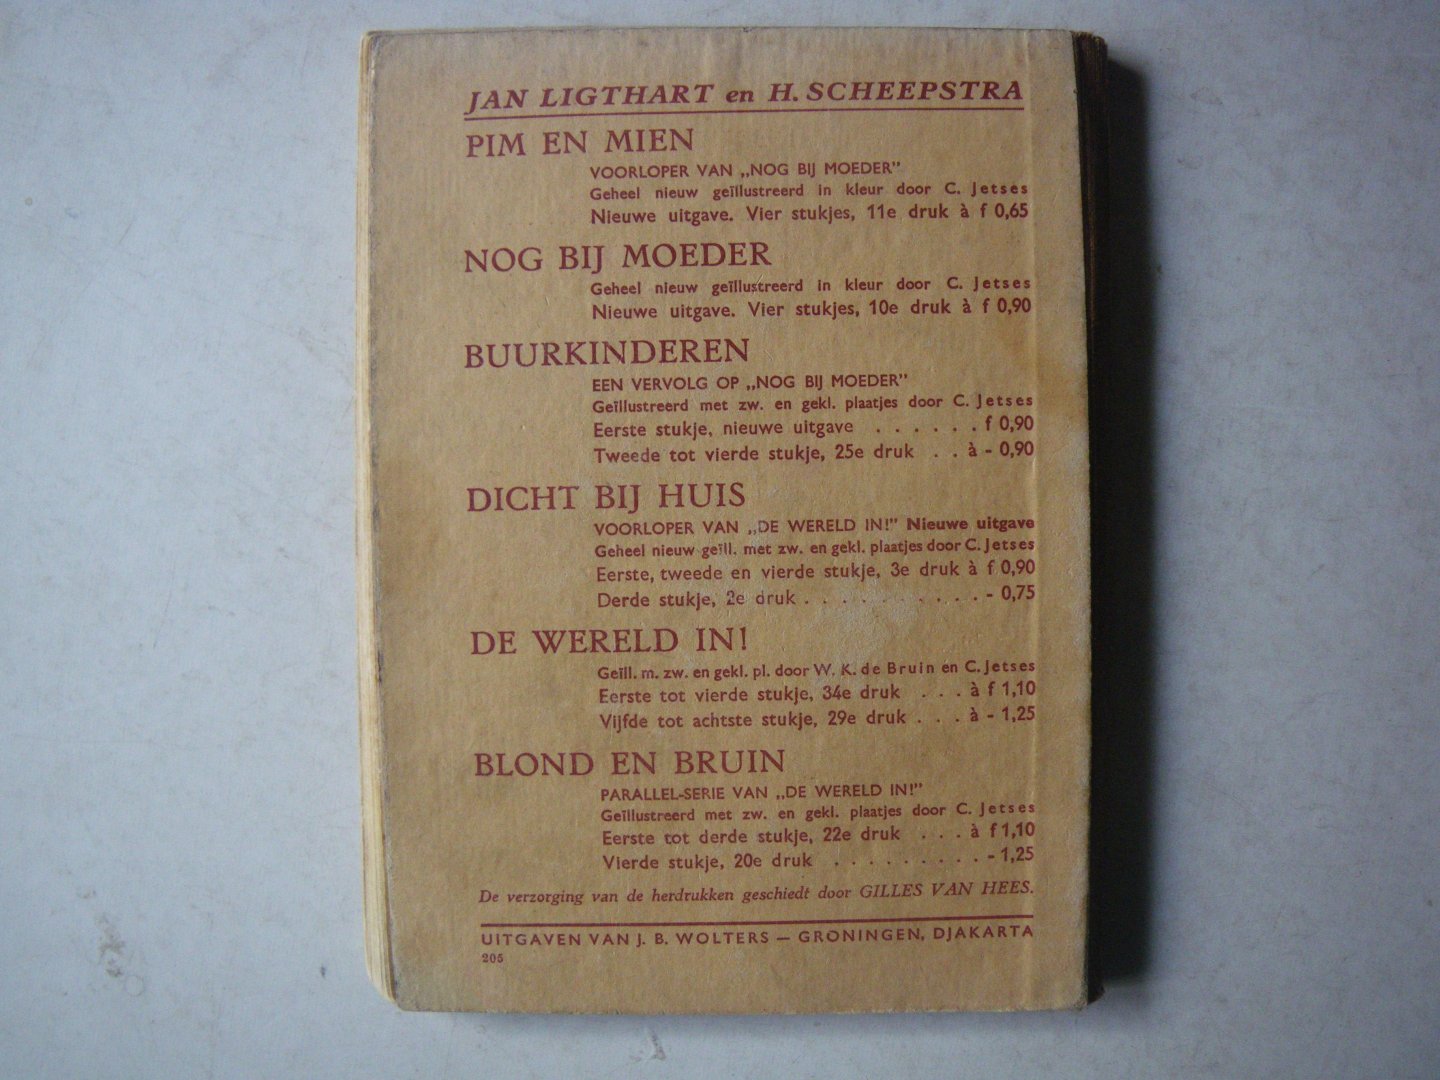 JAN LIGTHART en H. SCHEEPSTRA
PIM EN MIEN
VOORLOPER VAN „NOG BIJ MOEDER”
Geheel nieuw geïllustreerd in kleur door C. Jetses
Nieuwe uitgave. Vier stukjes, 11e druk à f 0,65
NOG BIJ MOEDER
Geheel nieuw geïllustreerd in kleur door C. Jetses
Nieuwe uitgave. Vier stukjes, 10e druk à f 0,90
BUURKINDEREN
EEN VERVOLG OP „NOG BIJ MOEDER”
Geïllustreerd met zw. en gekl. plaatjes door C. Jetses
Eerste stukje, nieuwe uitgave . . . . . . f 0,90
Tweede tot vierde stukje, 25e druk . . à - 0,90
DICHT BIJ HUIS
VOORLOPER VAN „DE WERELD IN!” Nieuwe uitgave
Geheel nieuw geïll. met zw. en gekl. plaatjes door C. Jetses
Eerste, tweede en vierde stukje, 3e druk à f 0,90
Derde stukje, 2e druk . . . . . . . . . . . - 0,75
DE WERELD IN!
Geïll. m. zw. en gekl. pl. door W. K. de Bruin en C. Jetses
Eerste tot vierde stukje, 34e druk . . . à f 1,10
Vijfde tot achtste stukje, 29e druk . . . à - 1,25
BLOND EN BRUIN
PARALLEL-SERIE VAN „DE WERELD IN!”
Geïllustreerd met zw. en gekl. plaatjes door C. Jetses
Eerste tot derde stukje, 22e druk . . . à f 1,10
Vierde stukje, 20e druk . . . . . . . . . - 1,25
De verzorging van de herdrukken geschiedt door GILLES VAN HEES.
UITGAVEN VAN J. B. WOLTERS — GRONINGEN, DJAKARTA
205